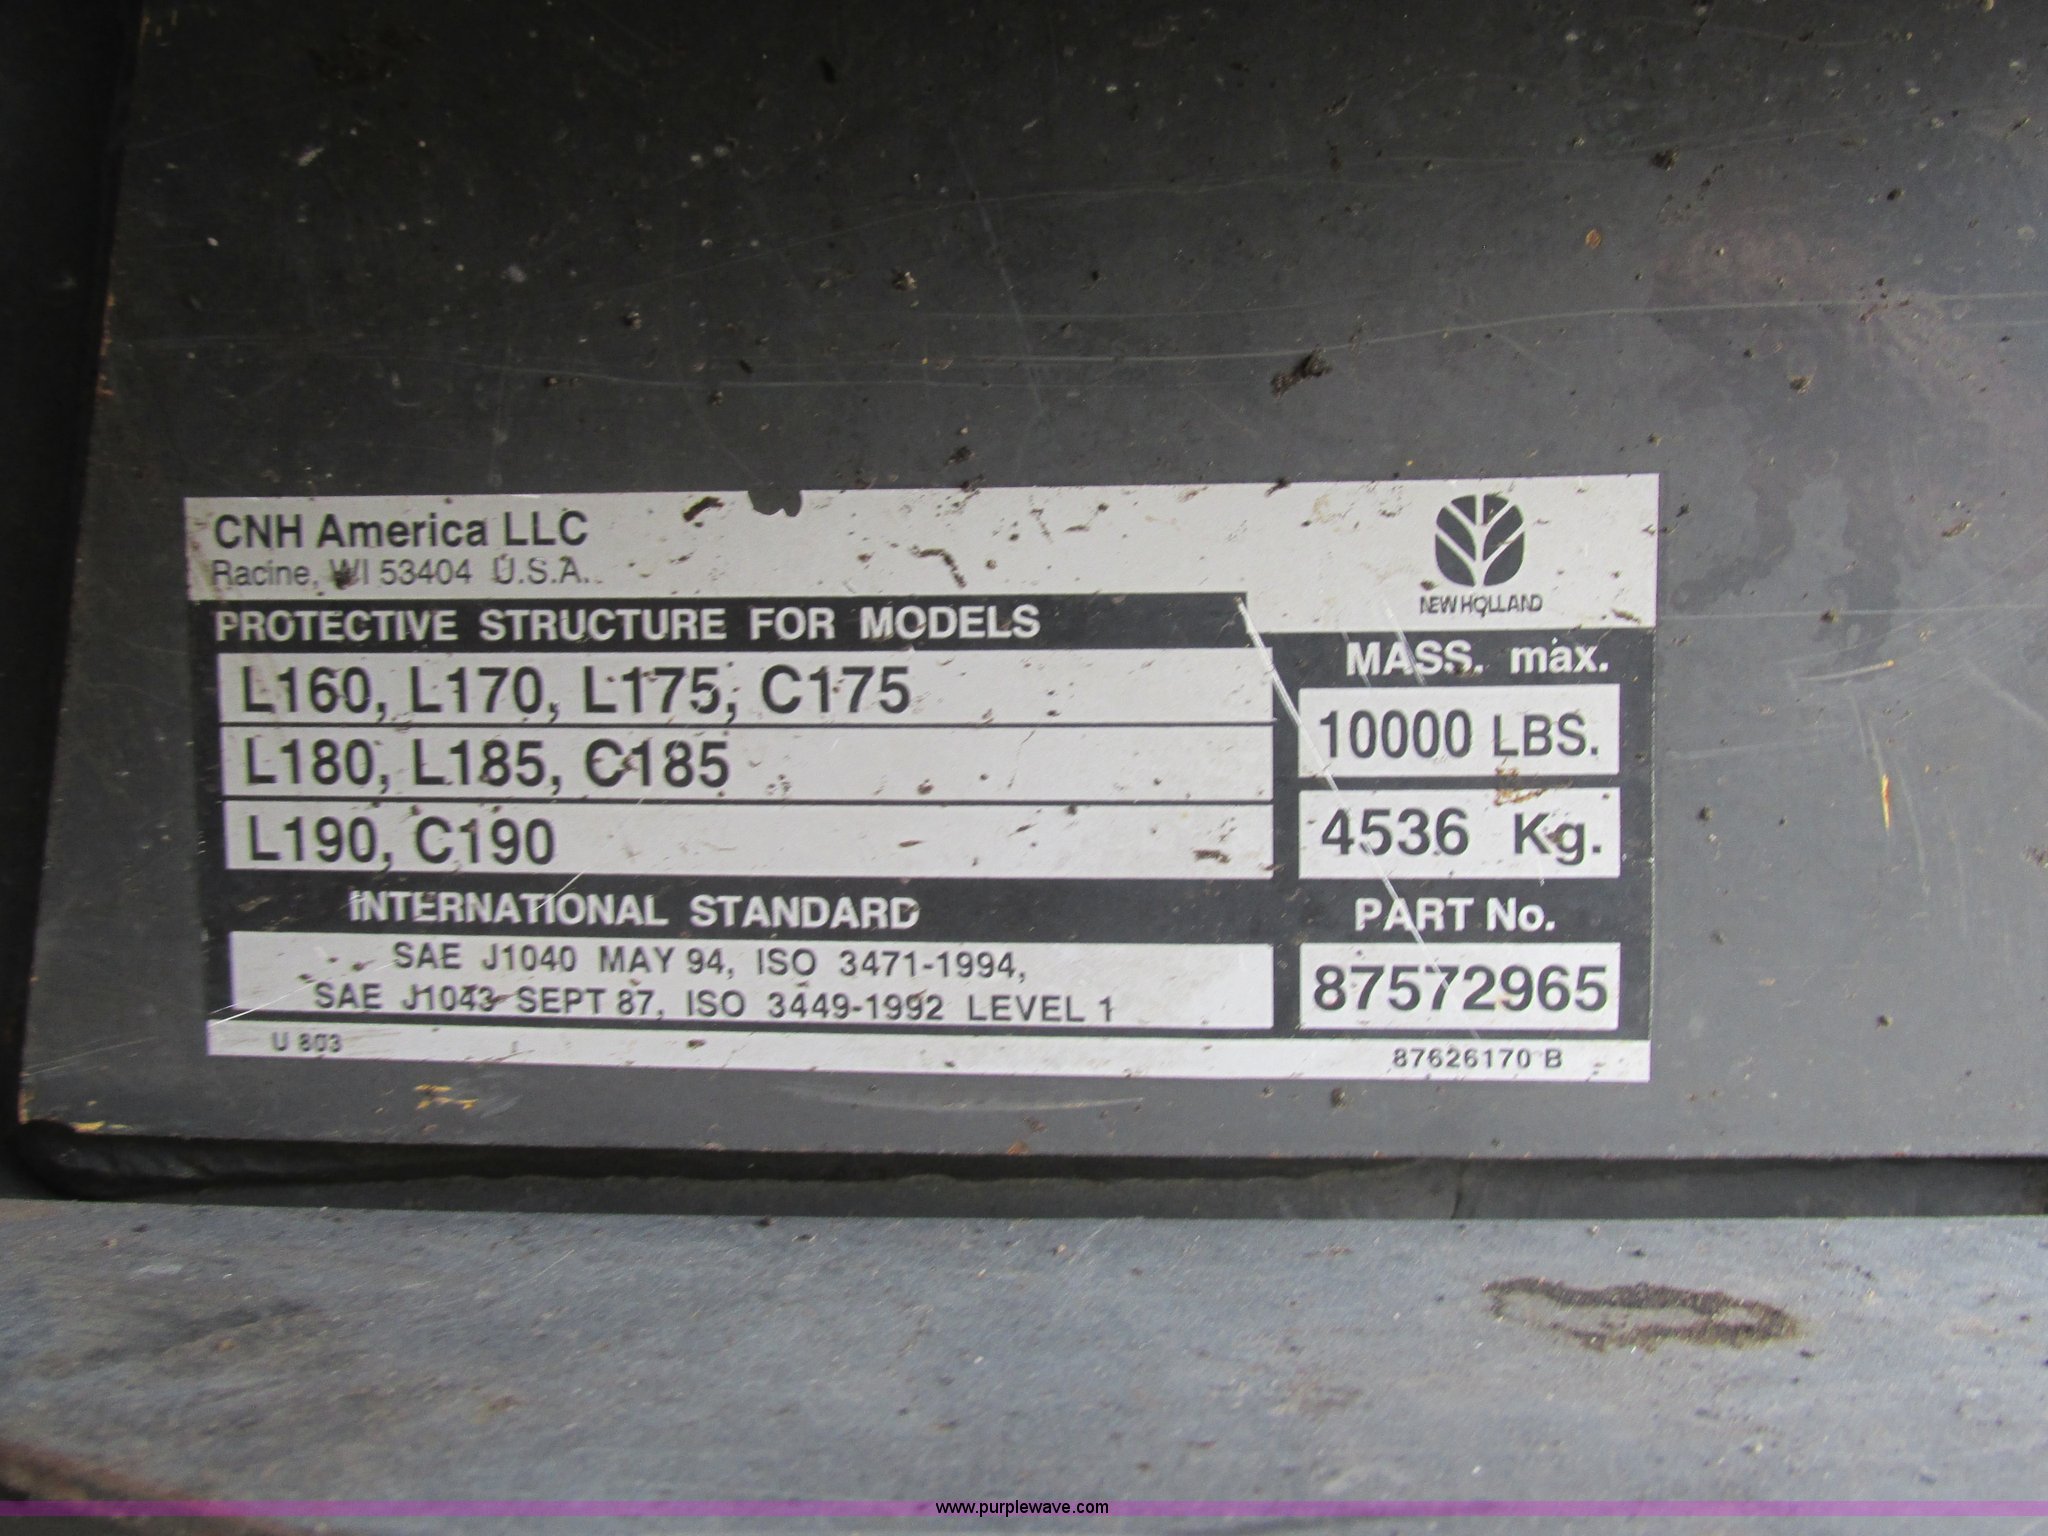 CNH America LLC
Racine, WI 53404 U.S.A.
NEW HOLLAND
PROTECTIVE STRUCTURE FOR MODELS
L160, L170, L175, C175
L180, L185, C185
L190, C190
MASS. max.
10000 LBS.
4536 Kg.
INTERNATIONAL STANDARD
SAE J1040 MAY 94, ISO 3471-1994,
SAE J1043 SEPT 87, ISO 3449-1992 LEVEL 1
PART No.
87572965
U 803
87626170 B
www.purplewave.com